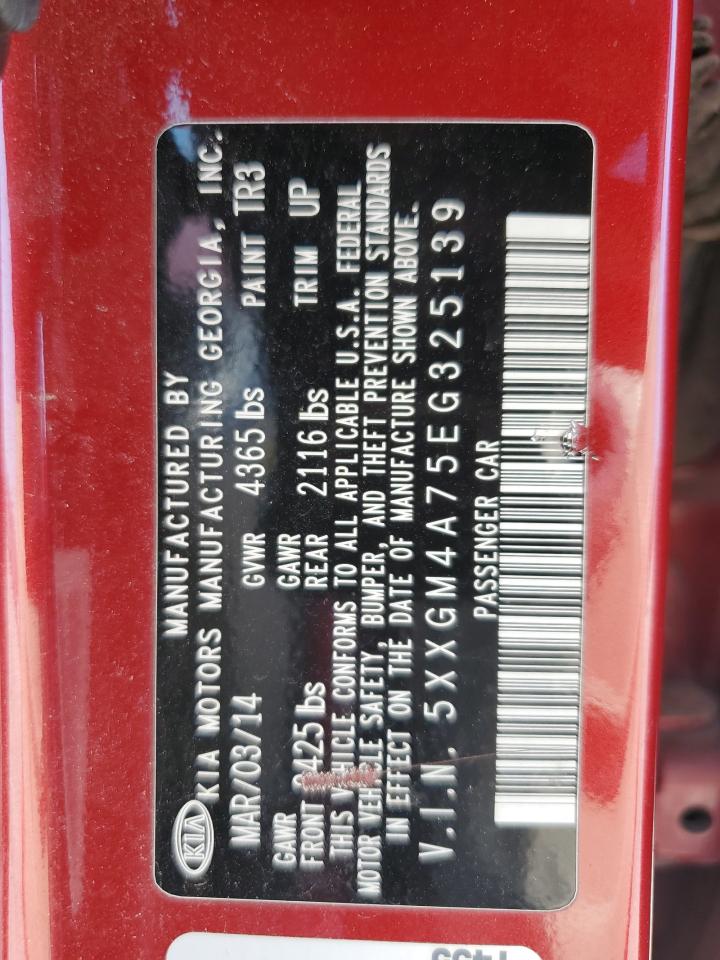 MANUFACTURED BY
KIA KIA MOTORS MANUFACTURING GEORGIA, INC.
MAR/03/14 GVWR 4365 lbs PAINT TR3
GAWR GAWR
FRONT 2425 lbs REAR 2116 lbs TRIM UP
THIS VEHICLE CONFORMS TO ALL APPLICABLE U.S.A. FEDERAL
MOTOR VEHICLE SAFETY, BUMPER, AND THEFT PREVENTION STANDARDS
IN EFFECT ON THE DATE OF MANUFACTURE SHOWN ABOVE.
V.I.N. 5XXGM4A75EG325139
PASSENGER CAR